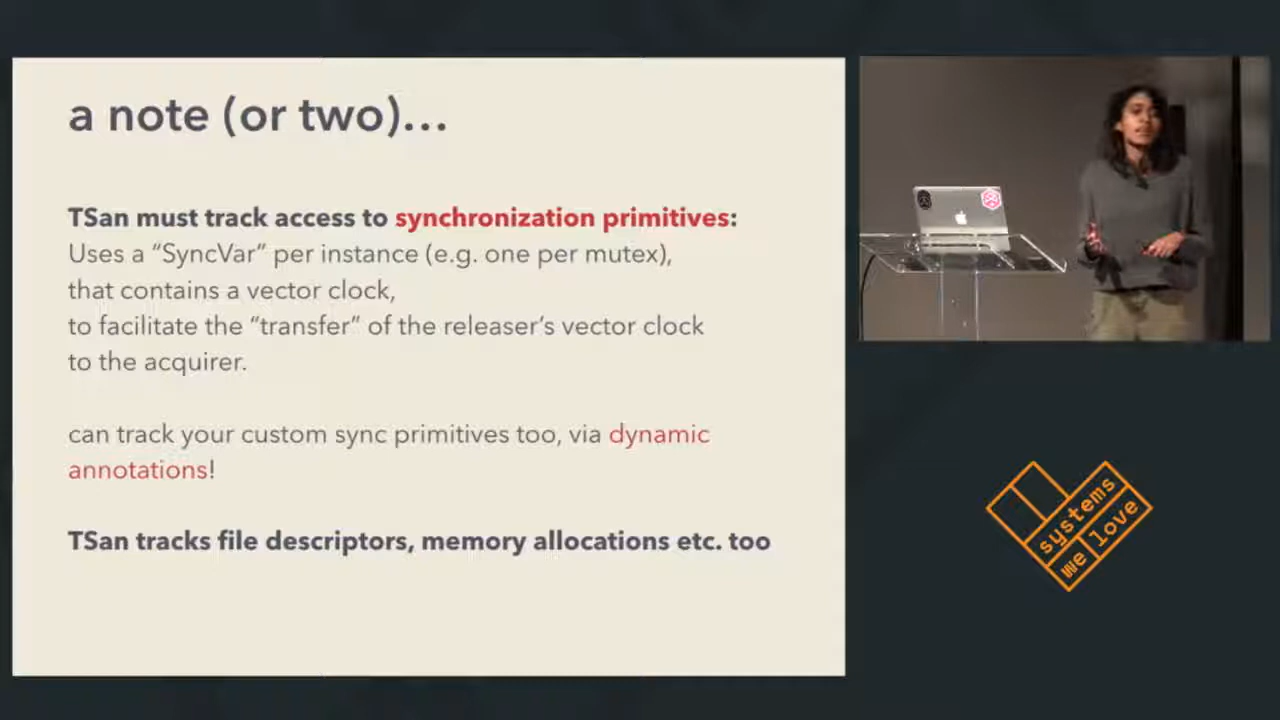 a note (or two)…
TSan must track access to synchronization primitives:
Uses a “SyncVar” per instance (e.g. one per mutex),
that contains a vector clock,
to facilitate the “transfer” of the releaser’s vector clock
to the acquirer.
can track your custom sync primitives too, via dynamic
annotations!
TSan tracks file descriptors, memory allocations etc. too
systems
we love